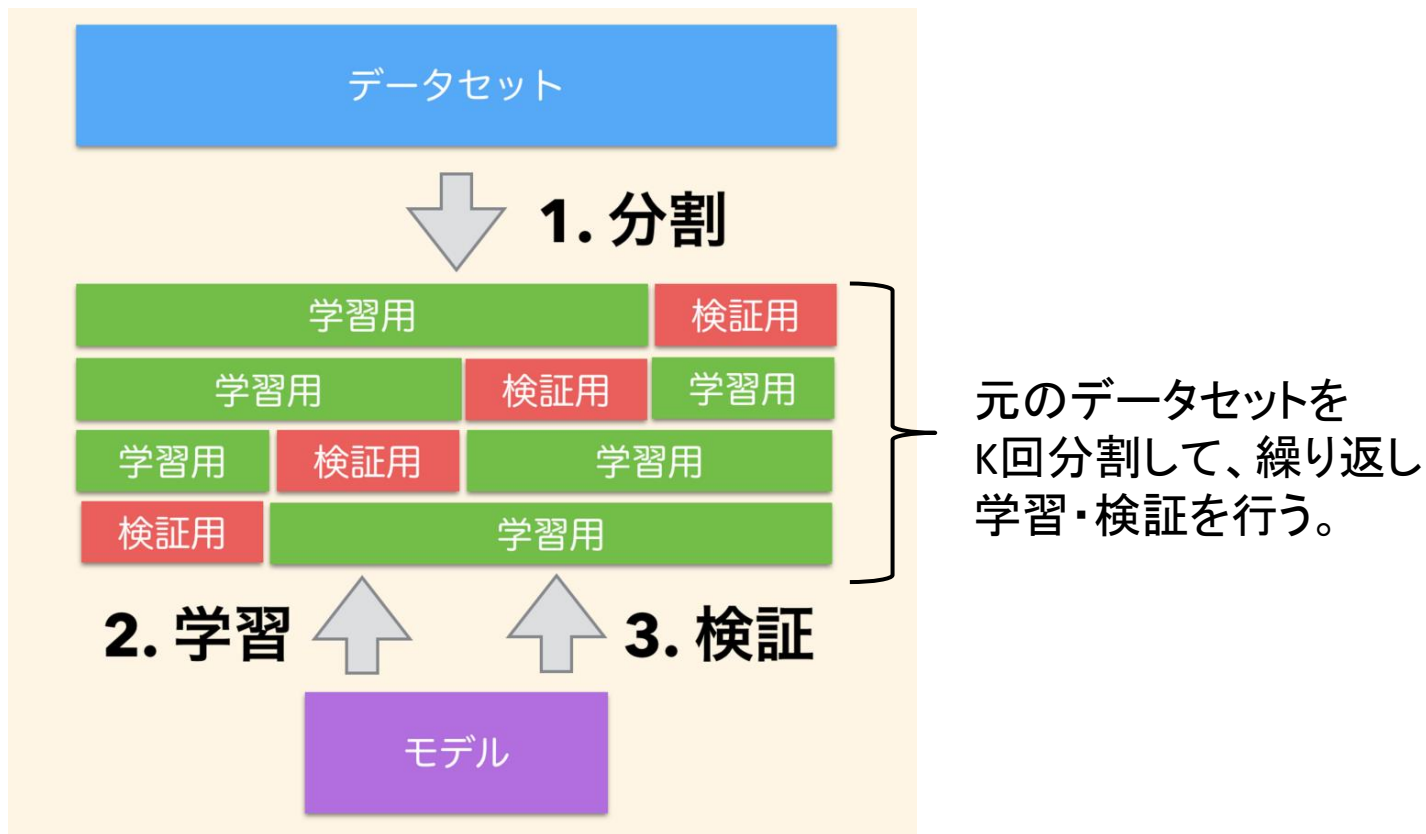 データセット
1. 分割
学習用 検証用
学習用 検証用 学習用
学習用 検証用 学習用
検証用 学習用
元のデータセットを
K回分割して、繰り返し
学習・検証を行う。
2. 学習 3. 検証
モデル